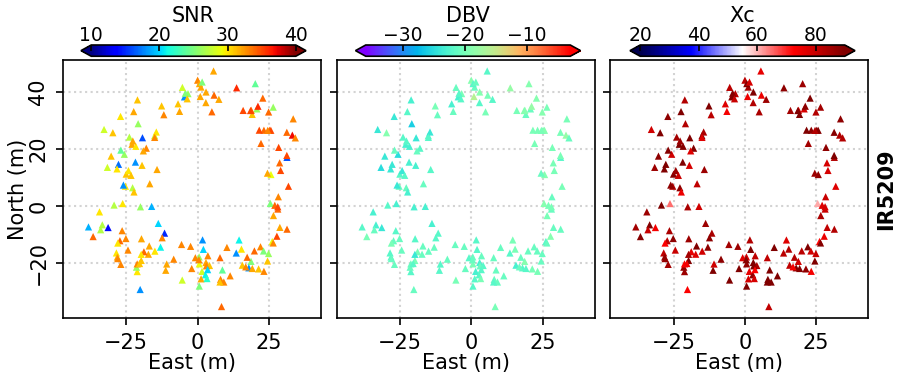 SNR DBV Xc
10 20 30 40 −30 −20 −10 20 40 60 80
40
20
0
−20
North (m)
IR5209
−25 0 25 −25 0 25 −25 0 25
East (m) East (m) East (m)